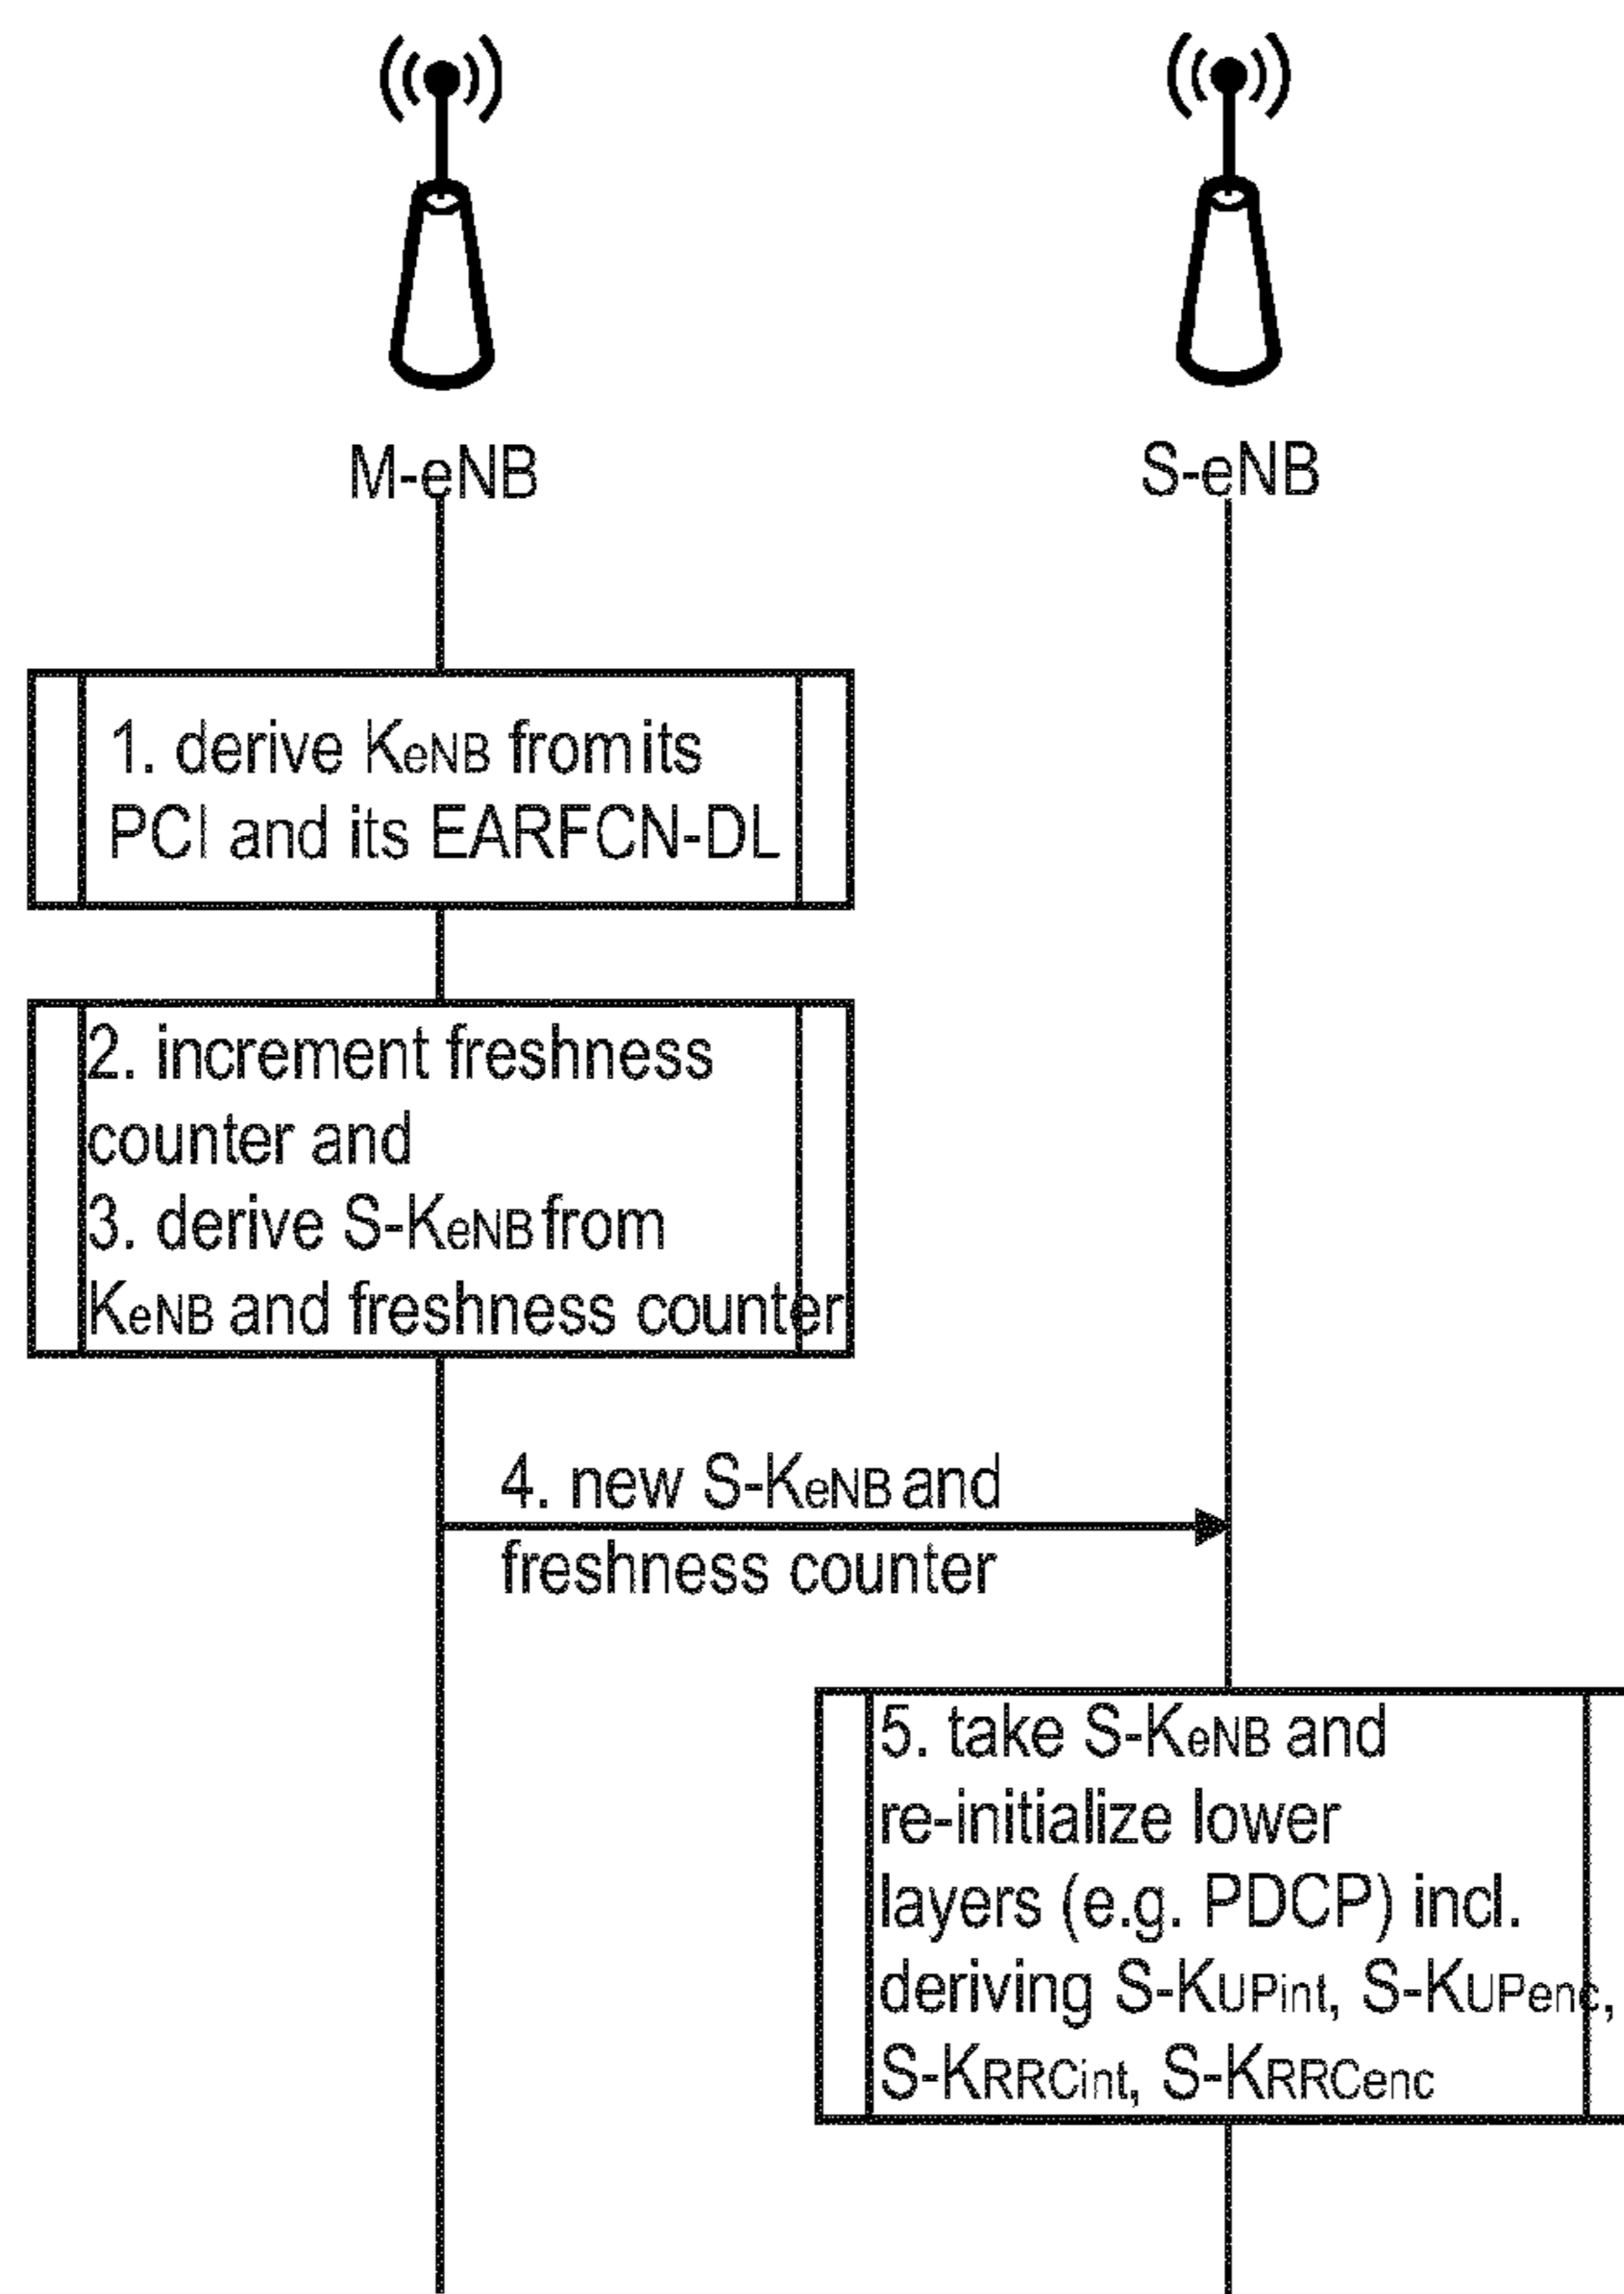 M-eNB
S-eNB
1. derive KeNB from its
PCI and its EARFCN-DL
2. increment freshness
counter and
3. derive S-KeNB from
KeNB and freshness counter
4. new S-KeNB and
freshness counter
5. take S-KeNB and
re-initialize lower
layers (e.g. PDCP) incl.
deriving S-KUPint, S-KUPenc,
S-KRRCint, S-KRRCenc